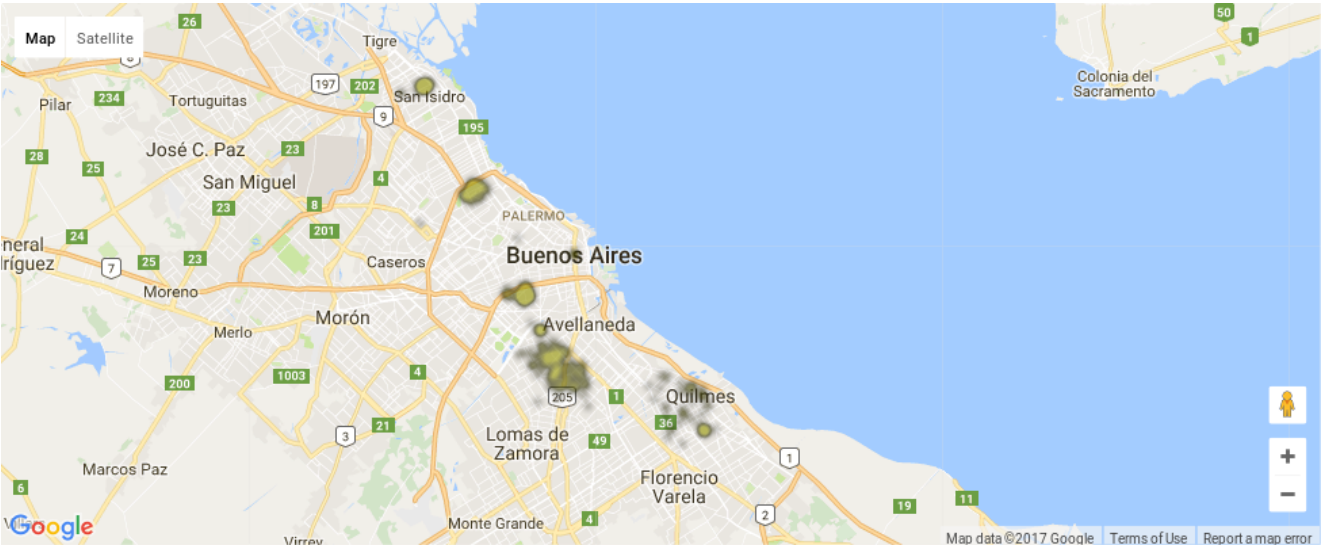 Map Satellite
26
50
1
Tigre
8
197
202
San Isidro
Colonia del
Sacramento
Pilar
234
Tortuguitas
9
195
José C. Paz
23
28
25
San Miguel
4
23
8
PALERMO
201
24
neral
ríguez
7
25
23
Caseros
Buenos Aires
Moreno
Morón
Avellaneda
Merlo
200
1003
4
205
1
Quilmes
36
3
21
Lomas de
Zamora
49
1
Marcos Paz
Florencio
Varela
6
19
11
Google
Monte Grande
4
2
Virrey
Map data ©2017 Google Terms of Use Report a map error